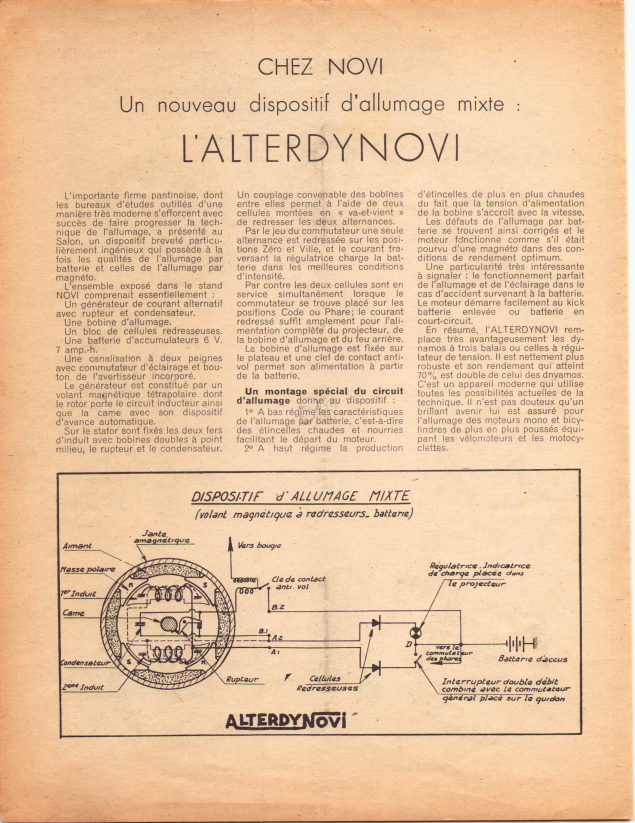 CHEZ NOVI
Un nouveau dispositif d'allumage mixte :
L'ALTERDYNOVI
L'importante firme pantinoise, dont
les bureaux d'études outillés d'une
manière très moderne s'efforcent avec
succès de faire progresser la tech-
nique de l'allumage, a présenté au
Salon, un dispositif breveté particu-
lièrement ingénieux qui possède à la
fois les qualités de l'allumage par
batterie et celles de l'allumage par
magnéto.
L'ensemble exposé dans le stand
NOVI comprenait essentiellement :
Un générateur de courant alternatif
avec rupteur et condensateur.
Une bobine d'allumage.
Un bloc de cellules redresseuses.
Une batterie d'accumulateurs 6 V.
7 amp.-h.
Une canalisation à deux peignes
avec commutateur d'éclairage et bou-
ton de l'avertisseur incorporé.
Le générateur est constitué par un
volant magnétique tétrapolaire dont
le rotor porte le circuit inducteur ainsi
que la came avec son dispositif
d'avance automatique.
Sur le stator sont fixés les deux fers
d'induit avec bobines doubles à point
milieu, le rupteur et le condensateur.
Un couplage convenable des bobines
entre elles permet à l'aide de deux
cellules montées en « va-et-vient »
de redresser les deux alternances.
Par le jeu du commutateur une seule
alternance est redressée sur les posi-
tions Zéro et Ville, et le courant tra-
versant la régulatrice charge la bat-
terie dans les meilleures conditions
d'intensité.
Par contre les deux cellules sont en
service simultanément lorsque le
commutateur se trouve placé sur les
positions Code ou Phare; le courant
redressé suffit amplement pour l'ali-
mentation complète du projecteur, de
la bobine d'allumage et du feu arrière.
La bobine d'allumage est fixée sur
le plateau et une clef de contact anti-
vol permet son alimentation à partir
de la batterie.
Un montage spécial du circuit
d'allumage donne au dispositif :
1º A bas régime les caractéristiques
de l'allumage par batterie, c'est-à-dire
des étincelles chaudes et nourries
facilitant le départ du moteur.
2º A haut régime la production
d'étincelles de plus en plus chaudes
du fait que la tension d'alimentation
de la bobine s'accroît avec la vitesse.
Les défauts de l'allumage par bat-
terie se trouvent ainsi corrigés et le
moteur fonctionne comme s'il était
pourvu d'une magnéto dans des con-
ditions de rendement optimum.
Une particularité très intéressante
à signaler : le fonctionnement parfait
de l'allumage et de l'éclairage dans le
cas d'accident survenant à la batterie.
Le moteur démarre facilement au kick
batterie enlevée ou batterie en
court-circuit.
En résumé, l'ALTERDYNOVI rem-
place très avantageusement les dy-
namos à trois balais ou celles à régu-
lateur de tension. Il est nettement plus
robuste et son rendement qui atteint
70 %, est double de celui des dynamos.
C'est un appareil moderne qui utilise
toutes les possibilités actuelles de la
technique. Il n'est pas douteux qu'un
brillant avenir lui est assuré pour
l'allumage des moteurs mono et bicy-
lindres de plus en plus poussés équi-
pant les vélomoteurs et les motocy-
clettes.
DISPOSITIF d'ALLUMAGE MIXTE
(volant magnétique à redresseurs_ batterie)
Jante
amagnétique
Aimant
Masse polaire
1er Induit
Came
Condensateur
2ème Induit
Rupteur
N
S
S
N
Vers bougie
Cle de contact
anti.vol
B.2
B.1
A2
A1
Cellules
Redresseuses
Régulatrice. Indicatrice
de charge placée dans
le projecteur
D
vers le
commutateur
des phares
Batterie d'accus
Interrupteur double débit
combiné avec le commutateur
général placé sur le guidon
ALTERDYNOVI